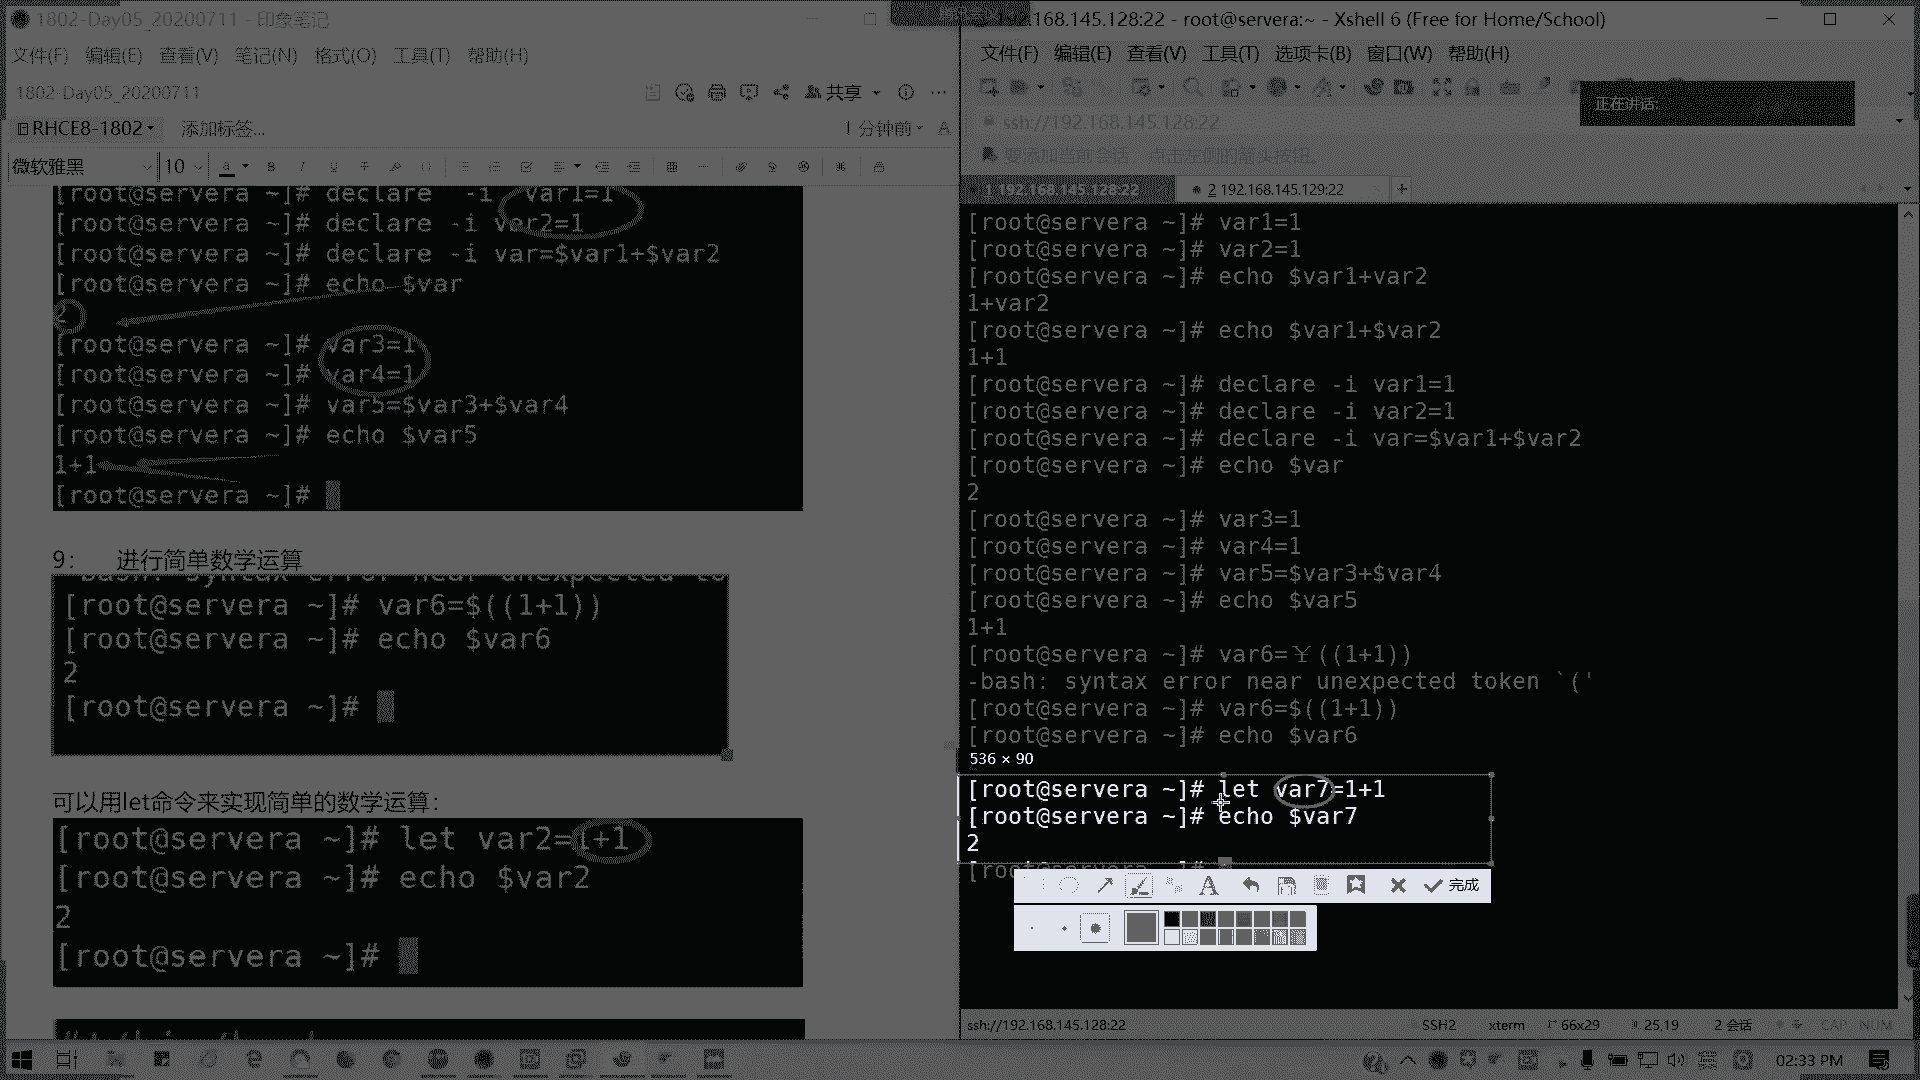 1802-Day05_20200711 - 印象笔记
文件(F) 编辑(E) 查看(V) 笔记(N) 格式(O) 工具(T) 帮助(H)
1802-Day05_20200711
共享
RHCE8-1802
添加标签...
1 分钟前
微软雅黑
10
[root@servera ~]# declare  -i  var1=1
[root@servera ~]# declare -i var2=1
[root@servera ~]# declare -i var=$var1+$var2
[root@servera ~]# echo $var
2
[root@servera ~]# var3=1
[root@servera ~]# var4=1
[root@servera ~]# var5=$var3+$var4
[root@servera ~]# echo $var5
1+1
[root@servera ~]#
9： 进行简单数学运算
-bash: syntax error near unexpected to
[root@servera ~]# var6=$((1+1))
[root@servera ~]# echo $var6
2
[root@servera ~]#
可以用let命令来实现简单的数学运算：
[root@servera ~]# let var2=1+1
[root@servera ~]# echo $var2
2
[root@servera ~]#
192.168.145.128:22 - root@servera:~ - Xshell 6 (Free for Home/School)
文件(F) 编辑(E) 查看(V) 工具(T) 选项卡(B) 窗口(W) 帮助(H)
正在讲话:
ssh://192.168.145.128:22
要添加当前会话，点击左侧的箭头按钮。
1 192.168.145.128:22
2 192.168.145.129:22
[root@servera ~]# var1=1
[root@servera ~]# var2=1
[root@servera ~]# echo $var1+var2
1+var2
[root@servera ~]# echo $var1+$var2
1+1
[root@servera ~]# declare -i var1=1
[root@servera ~]# declare -i var2=1
[root@servera ~]# declare -i var=$var1+$var2
[root@servera ~]# echo $var
2
[root@servera ~]# var3=1
[root@servera ~]# var4=1
[root@servera ~]# var5=$var3+$var4
[root@servera ~]# echo $var5
1+1
[root@servera ~]# var6=￥((1+1))
-bash: syntax error near unexpected token `('
[root@servera ~]# var6=$((1+1))
[root@servera ~]# echo $var6
536 × 90
[root@servera ~]# let var7=1+1
[root@servera ~]# echo $var7
2
[root@servera ~]#
完成
ssh://192.168.145.128:22
SSH2
xterm
66x29
25,19
2 会话
CAP NUM
英
02:33 PM